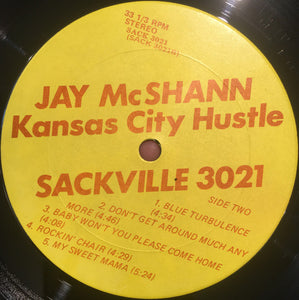 33 1/3 RPM
STEREO
SACK 3021
(SACK 3021B)
JAY McSHANN
Kansas City Hustle
SACKVILLE 3021
SIDE TWO
1. BLUE TURBULENCE
(4:34)
2. DON'T GET AROUND MUCH ANY
MORE (4:46)
3. BABY WON'T YOU PLEASE COME HOME
(4:08)
4. ROCKIN' CHAIR (4:29)
5. MY SWEET MAMA (5:24)